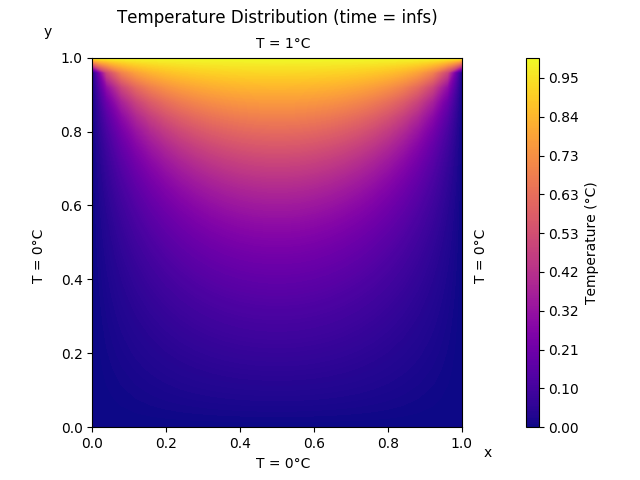 Temperature Distribution (time = infs)
y
T = 1°C
1.0
0.8
0.6
0.4
0.2
0.0
T = 0°C
0.0 0.2 0.4 0.6 0.8 1.0
x
T = 0°C
T = 0°C
0.95
0.84
0.73
0.63
0.53
0.42
0.32
0.21
0.10
0.00
Temperature (°C)